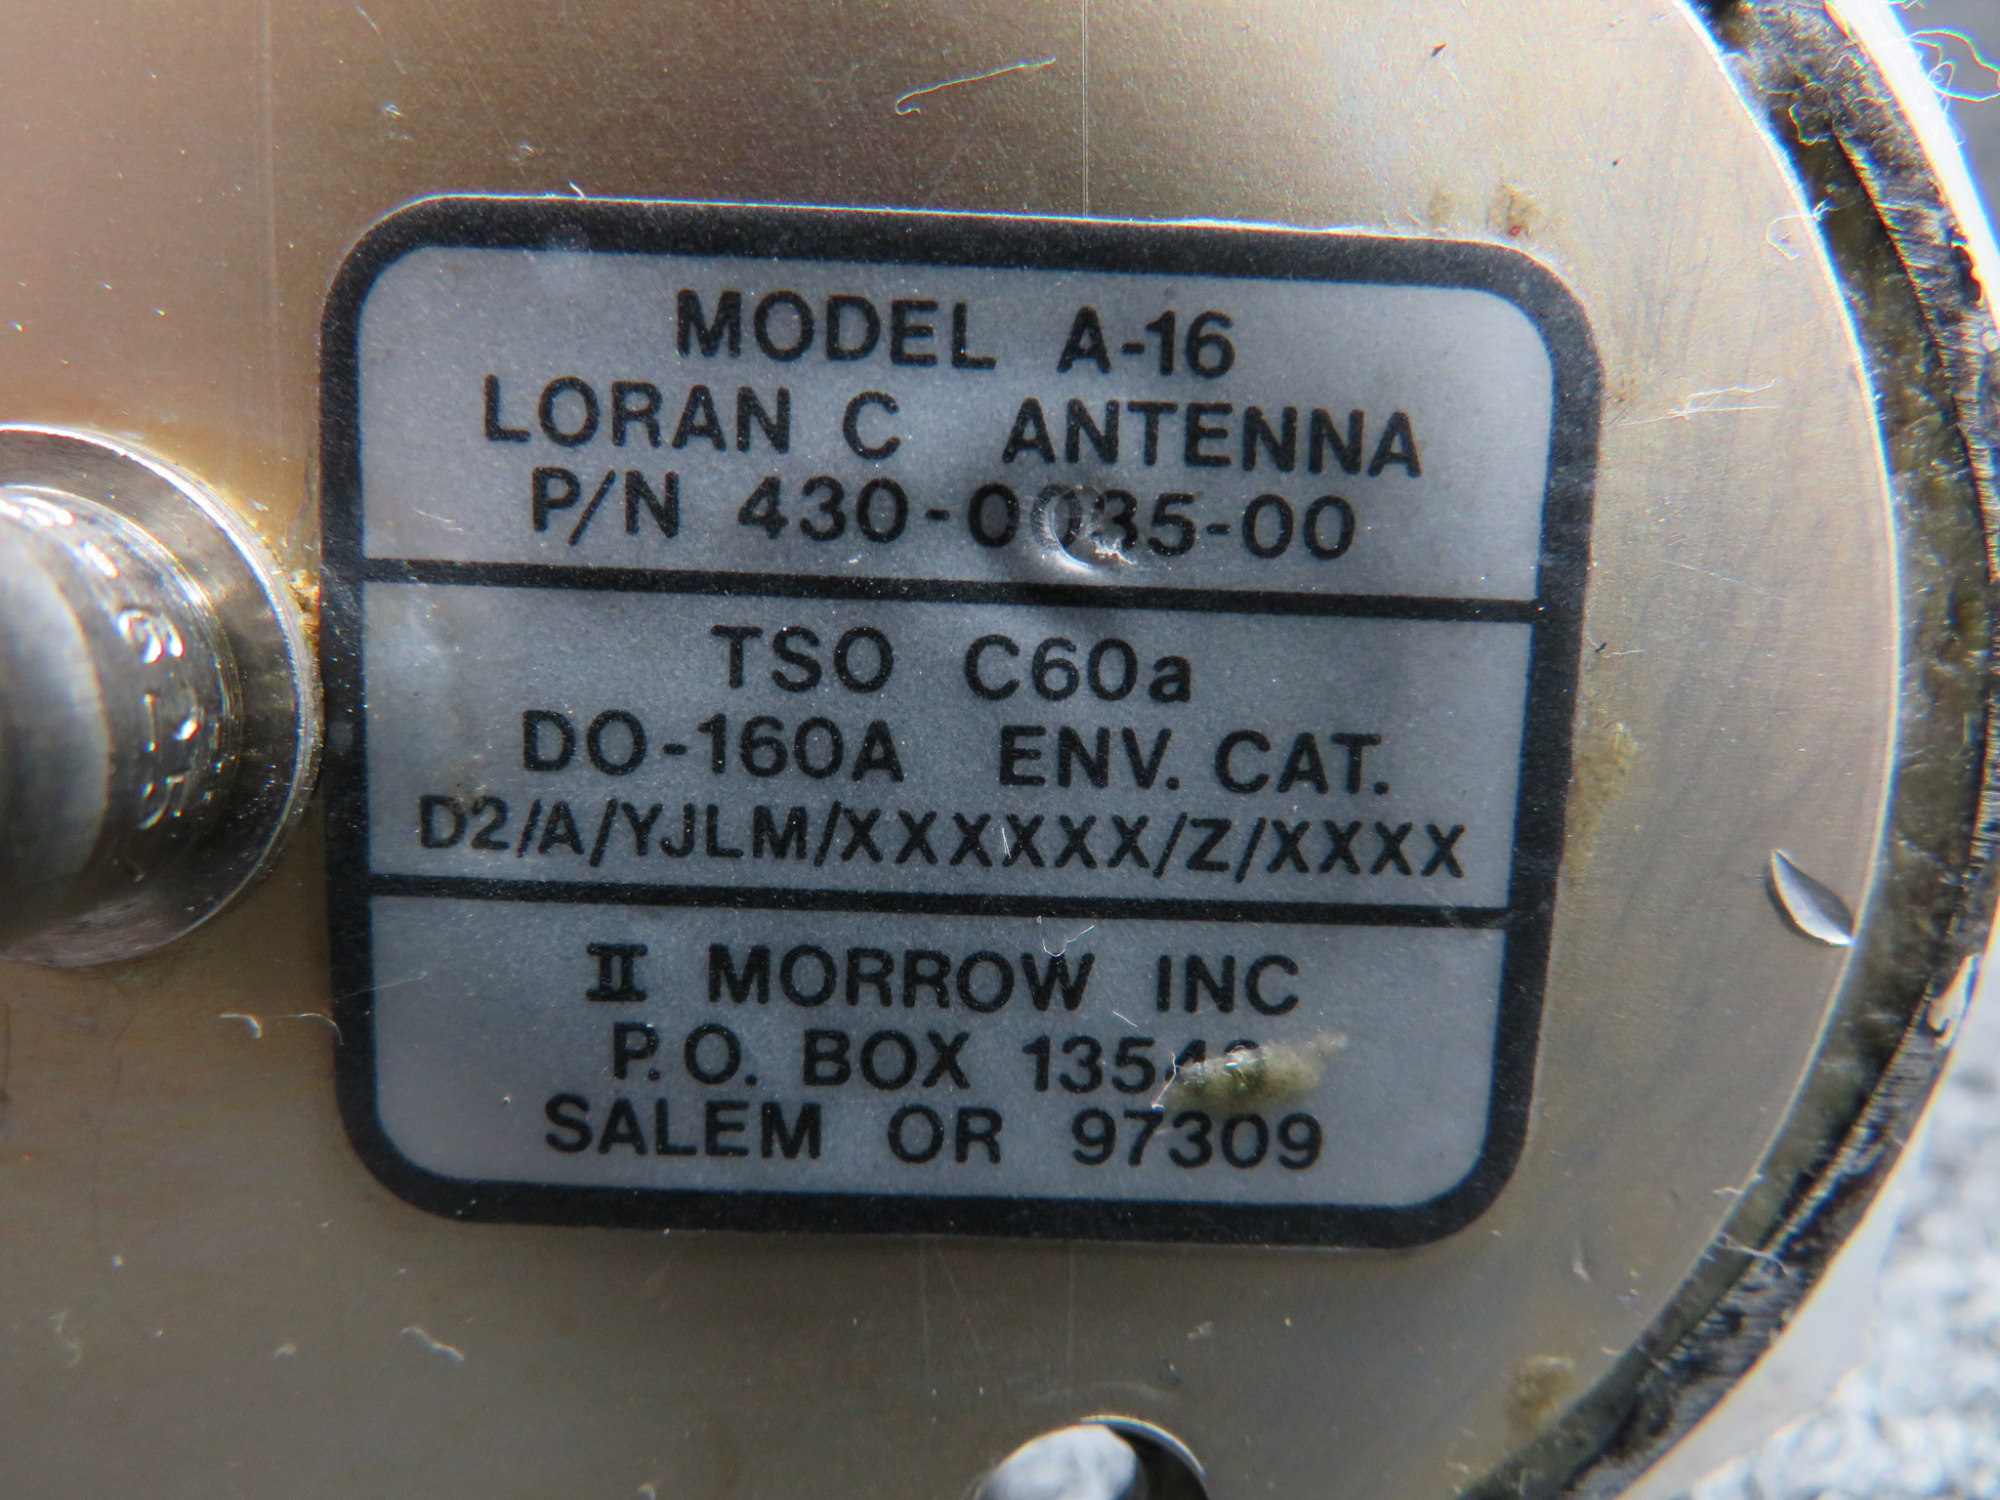 MODEL A-16
LORAN C ANTENNA
P/N 430-0035-00
TSO C60a
DO-160A ENV. CAT.
D2/A/YJLM/XXXXXX/Z/XXXX
II MORROW INC
P.O. BOX
SALEM OR 97309